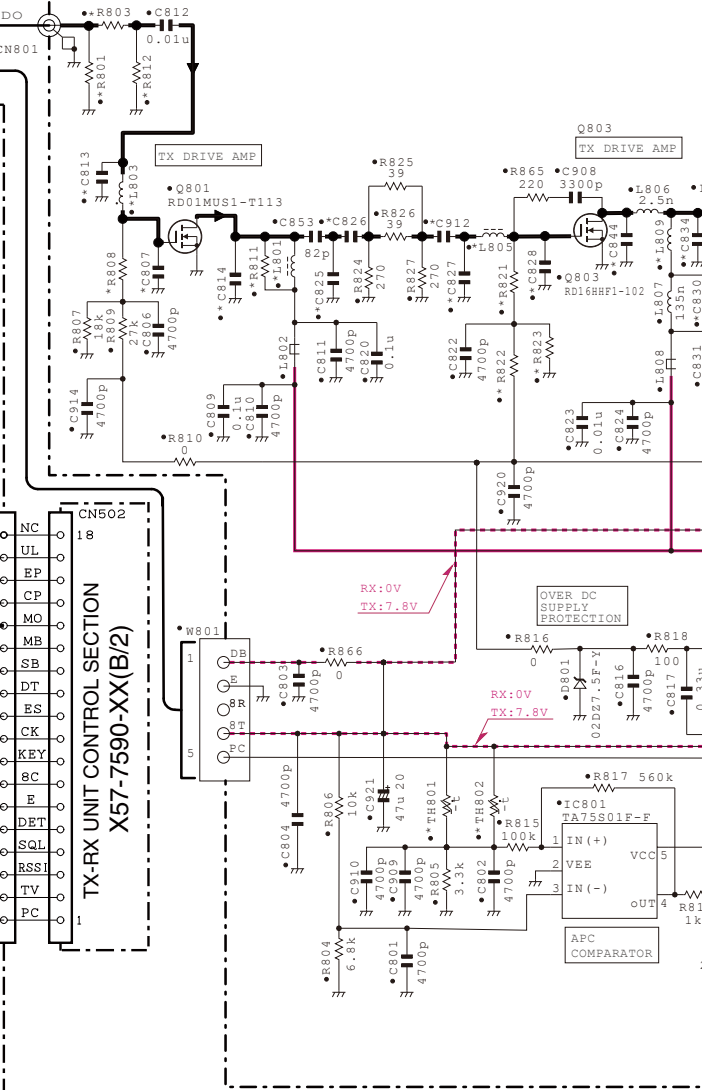 DO
CN801
•*R803
•C812
0.01u
•*R801
•*R812
TX DRIVE AMP
•*C813
•*L803
•Q801
RD01MUS1-T113
•*R808
•*C807
•*C814
•*R811
•*L801
•C853
82p
•*C826
•*C825
•R825
39
•R826
39
•R824
270
•R827
270
•*C912
•*C827
•*L805
•R865
220
•C908
3300p
Q803
TX DRIVE AMP
•*R821
•*C828
•Q803
RD16HHF1-102
•*C844
•L806
2.5n
•*L809
•*C834
•L807
135n
•*C830
•R807
18k
•R809
27k
•C806
4700p
•C914
4700p
•L802
•C811
4700p
•C820
0.1u
•C809
0.1u
•C810
4700p
•R810
0
•C822
4700p
•*R822
•*R823
•L808
•C831
•C823
0.01u
•C824
4700p
•C920
4700p
RX:0V
TX:7.8V
OVER DC
SUPPLY
PROTECTION
CN502
18
NC
UL
EP
CP
MO
MB
SB
DT
ES
CK
KEY
8C
E
DET
SQL
RSSI
TV
PC
1
TX-RX UNIT CONTROL SECTION
X57-7590-XX(B/2)
•W801
1
DB
E
8R
8T
5
PC
•C803
4700p
•R866
0
•R816
0
•D801
02DZ7.5F-Y
•C816
4700p
•R818
100
•C817
0.33u
RX:0V
TX:7.8V
•C804
4700p
•R806
10k
•C921
47u 20
•*TH801
-t
•*TH802
-t
•R817 560k
•IC801
TA75S01F-F
•R815
100k
1 IN(+)
2 VEE
3 IN(-)
VCC 5
OUT 4
•C910
4700p
•C909
4700p
•R805
3.3k
•C802
4700p
•R804
6.8k
•C801
4700p
APC
COMPARATOR
1k